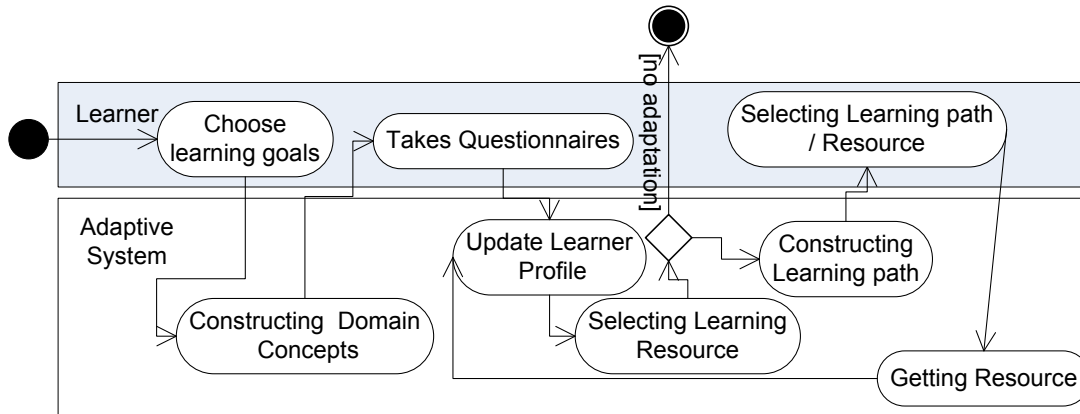 Learner
Choose
learning goals
Takes Questionnaires
[no adaptation]
Selecting Learning path
/ Resource
Adaptive
System
Update Learner
Profile
Constructing
Learning path
Constructing Domain
Concepts
Selecting Learning
Resource
Getting Resource